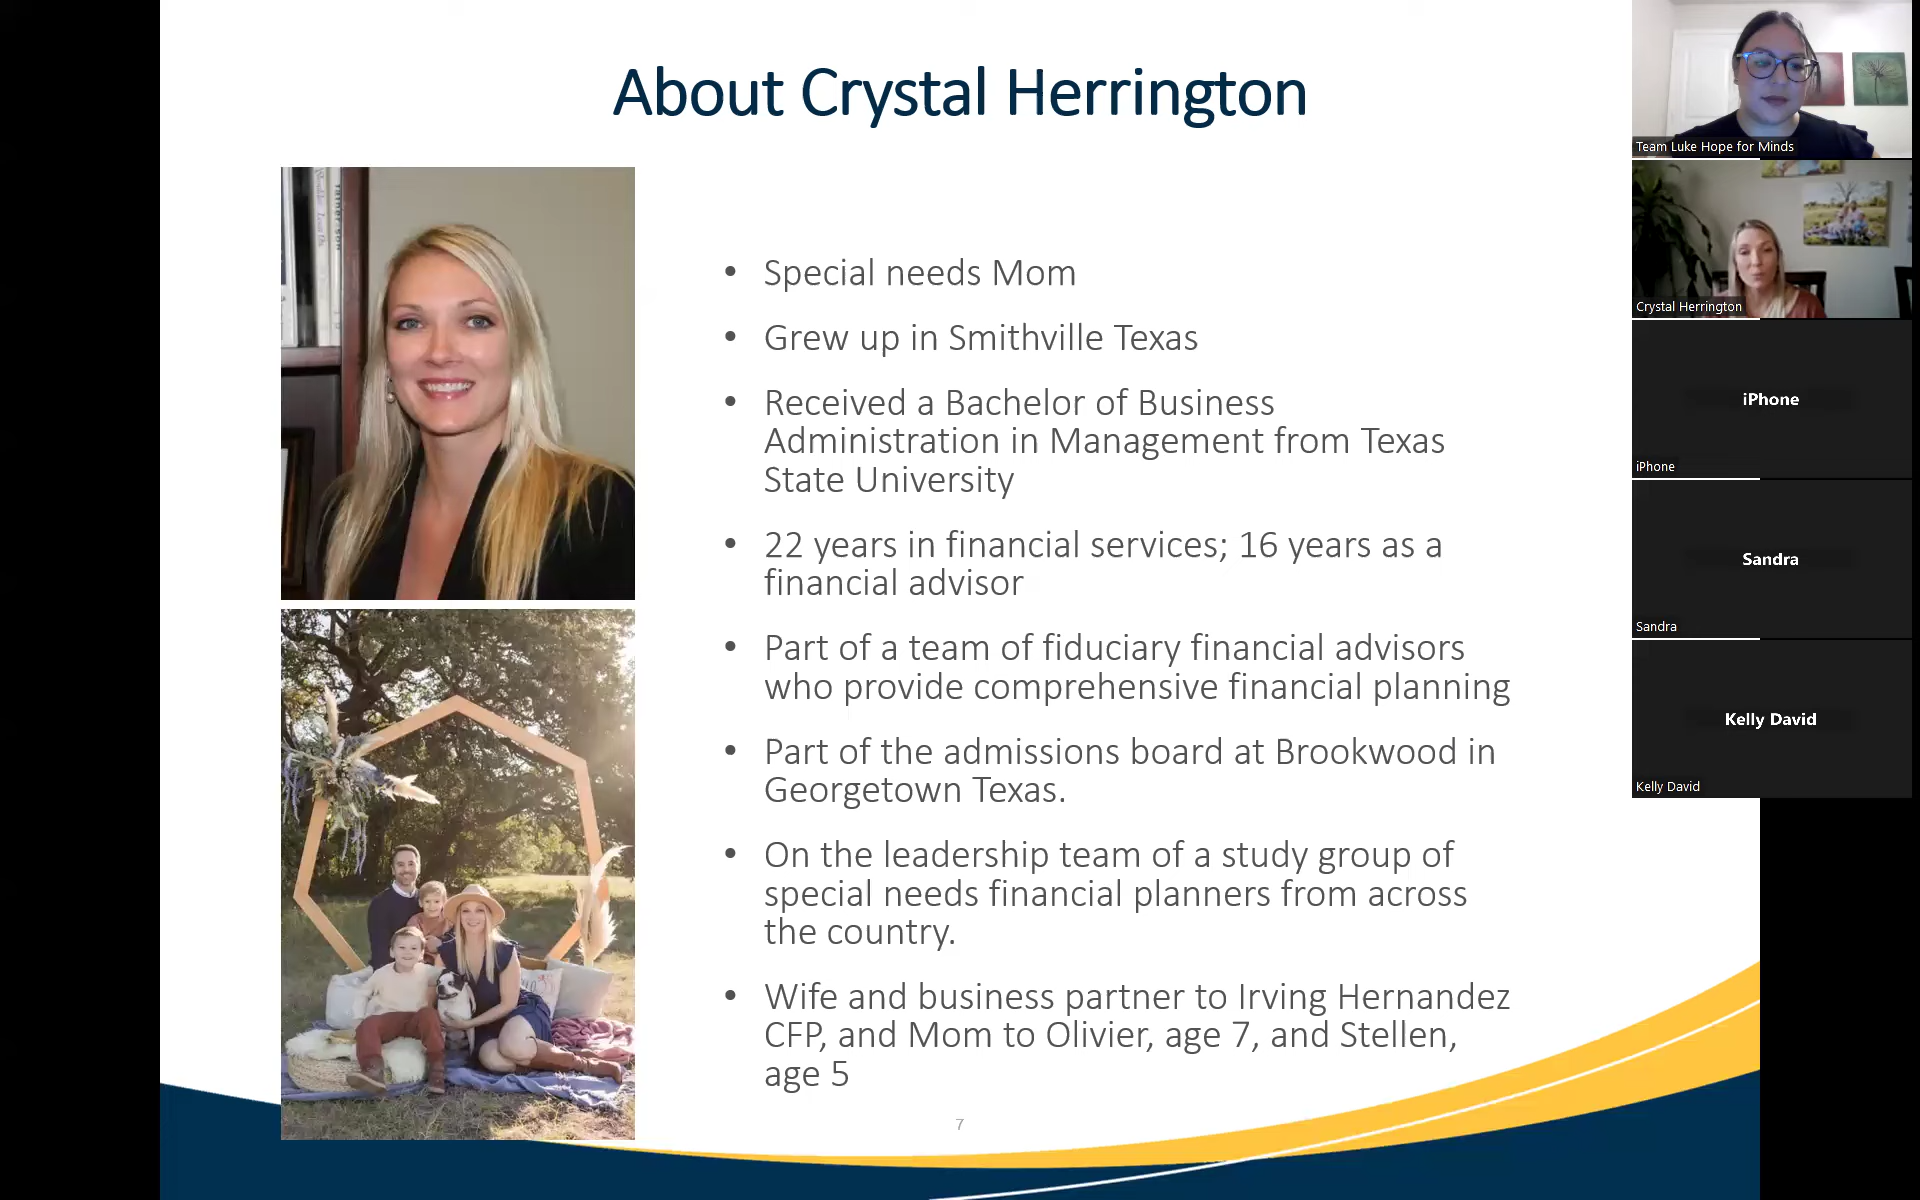 About Crystal Herrington
• Special needs Mom
• Grew up in Smithville Texas
• Received a Bachelor of Business
Administration in Management from Texas
State University
• 22 years in financial services; 16 years as a
financial advisor
• Part of a team of fiduciary financial advisors
who provide comprehensive financial planning
• Part of the admissions board at Brookwood in
Georgetown Texas.
• On the leadership team of a study group of
special needs financial planners from across
the country.
• Wife and business partner to Irving Hernandez
CFP, and Mom to Olivier, age 7, and Stellen,
age 5
7
Team Luke Hope for Minds
Crystal Herrington
iPhone
iPhone
Sandra
Sandra
Kelly David
Kelly David